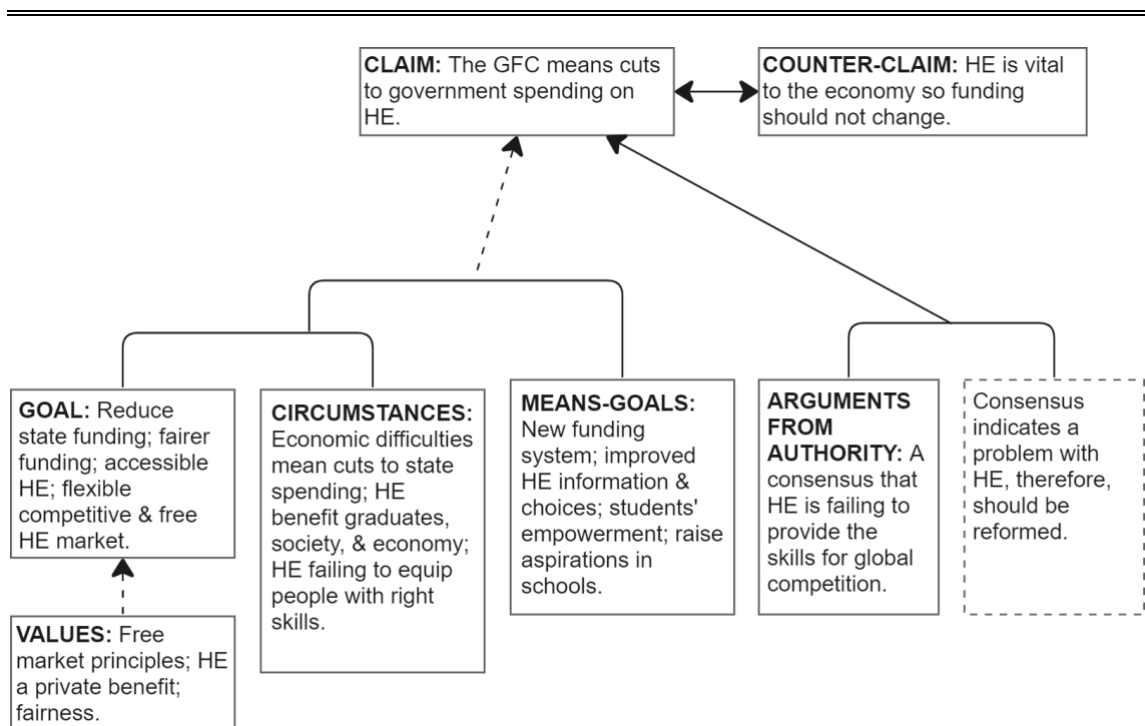 CLAIM: The GFC means cuts
to government spending on
HE.
COUNTER-CLAIM: HE is vital
to the economy so funding
should not change.
GOAL: Reduce
state funding; fairer
funding; accessible
HE; flexible
competitive & free
HE market.
CIRCUMSTANCES:
Economic difficulties
mean cuts to state
spending; HE
benefit graduates,
society, & economy;
HE failing to equip
people with right
skills.
MEANS-GOALS:
New funding
system; improved
HE information &
choices; students'
empowerment; raise
aspirations in
schools.
ARGUMENTS
FROM
AUTHORITY: A
consensus that
HE is failing to
provide the
skills for global
competition.
Consensus
indicates a
problem with
HE, therefore,
should be
reformed.
VALUES: Free
market principles; HE
a private benefit;
fairness.